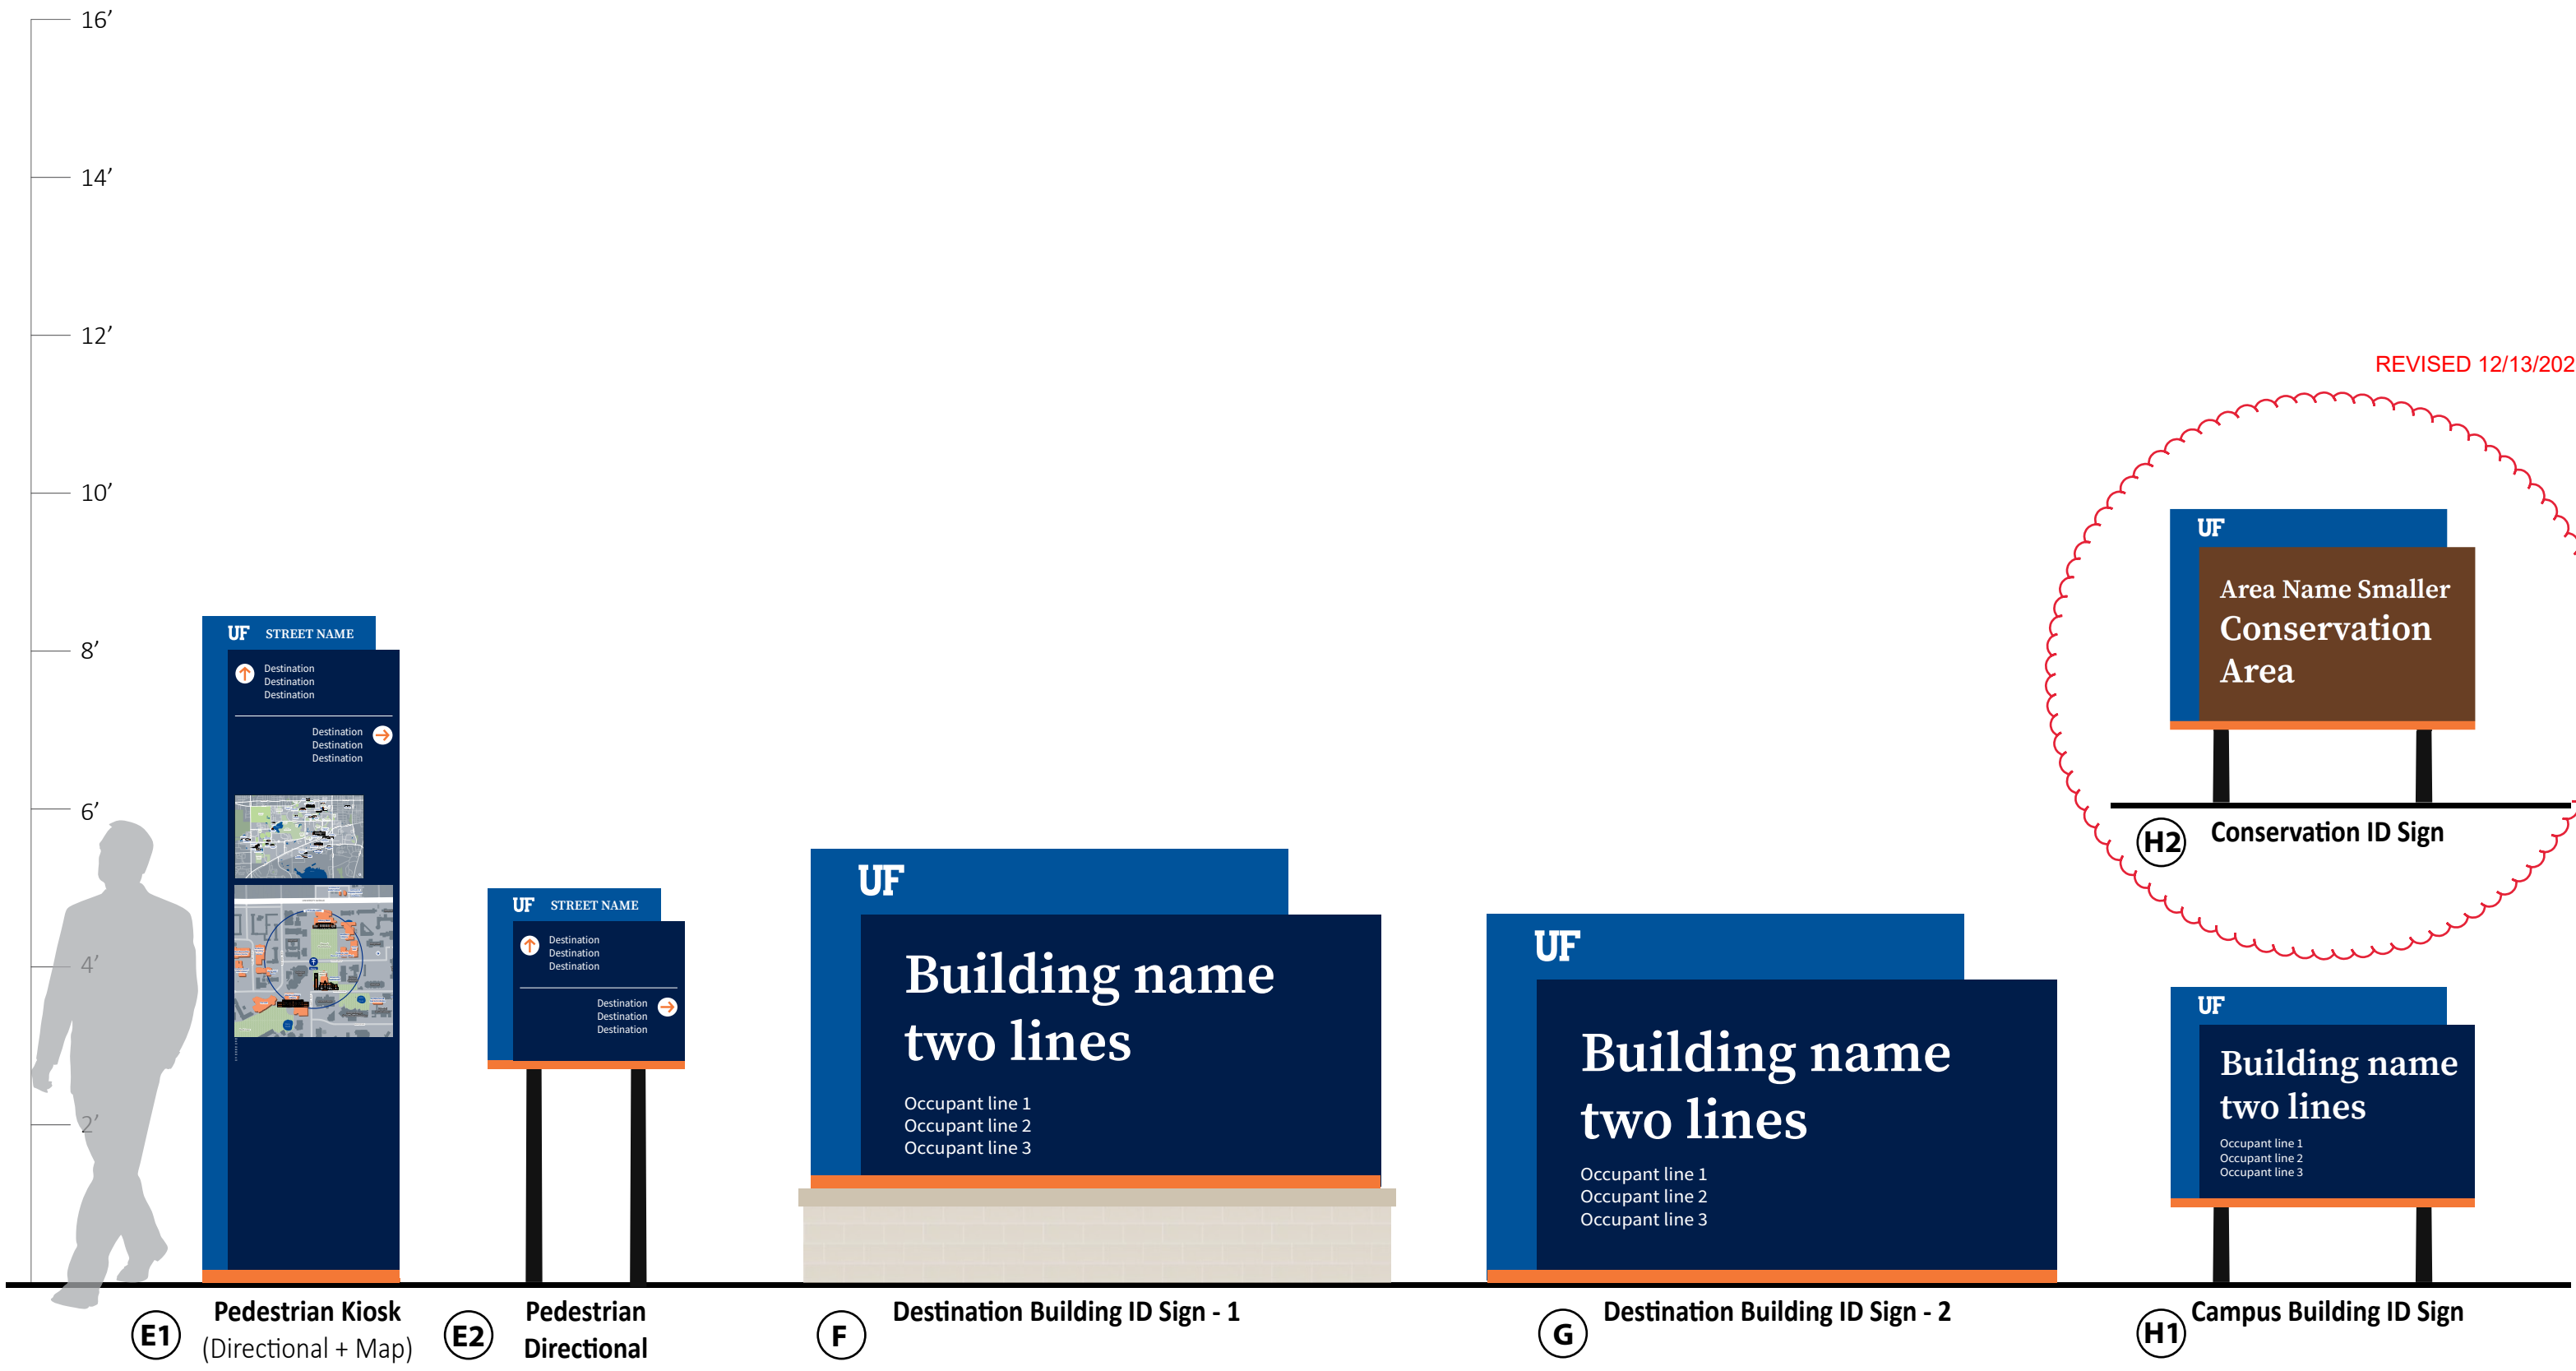 16’
14’
12’
10’
8’
6’
4’
2’
REVISED 12/13/202
UF STREET NAME
Destination
Destination
Destination
Destination
Destination
Destination
E1
Pedestrian Kiosk
(Directional + Map)
UF STREET NAME
Destination
Destination
Destination
Destination
Destination
Destination
E2
Pedestrian
Directional
UF
Building name
two lines
Occupant line 1
Occupant line 2
Occupant line 3
F
Destination Building ID Sign - 1
UF
Building name
two lines
Occupant line 1
Occupant line 2
Occupant line 3
G
Destination Building ID Sign - 2
UF
Area Name Smaller
Conservation
Area
H2
Conservation ID Sign
UF
Building name
two lines
Occupant line 1
Occupant line 2
Occupant line 3
H1
Campus Building ID Sign